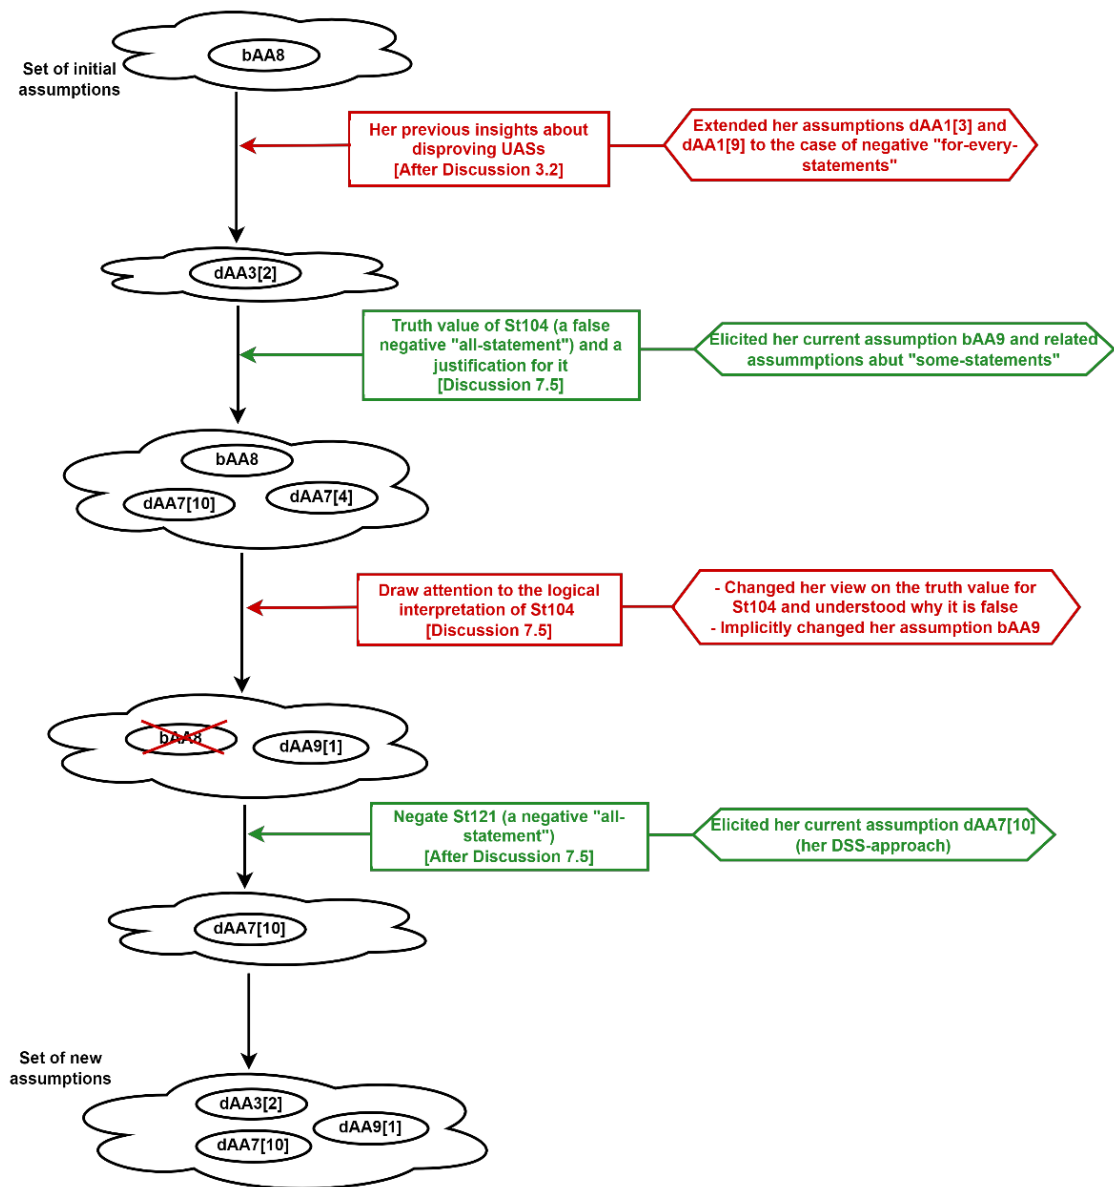 bAA8
Set of initial
assumptions
Her previous insights about
disproving UASs
[After Discussion 3.2]
Extended her assumptions dAA1[3] and
dAA1[9] to the case of negative "for-every-
statements"
dAA3[2]
Truth value of St104 (a false
negative "all-statement") and a
justification for it
[Discussion 7.5]
Elicited her current assumption bAA9 and related
assummptions abut "some-statements"
bAA8
dAA7[10]
dAA7[4]
Draw attention to the logical
interpretation of St104
[Discussion 7.5]
- Changed her view on the truth value for
St104 and understood why it is false
- Implicitly changed her assumption bAA9
bAA8
dAA9[1]
Negate St121 (a negative "all-
statement")
[After Discussion 7.5]
Elicited her current assumption dAA7[10]
(her DSS-approach)
dAA7[10]
Set of new
assumptions
dAA3[2]
dAA9[1]
dAA7[10]